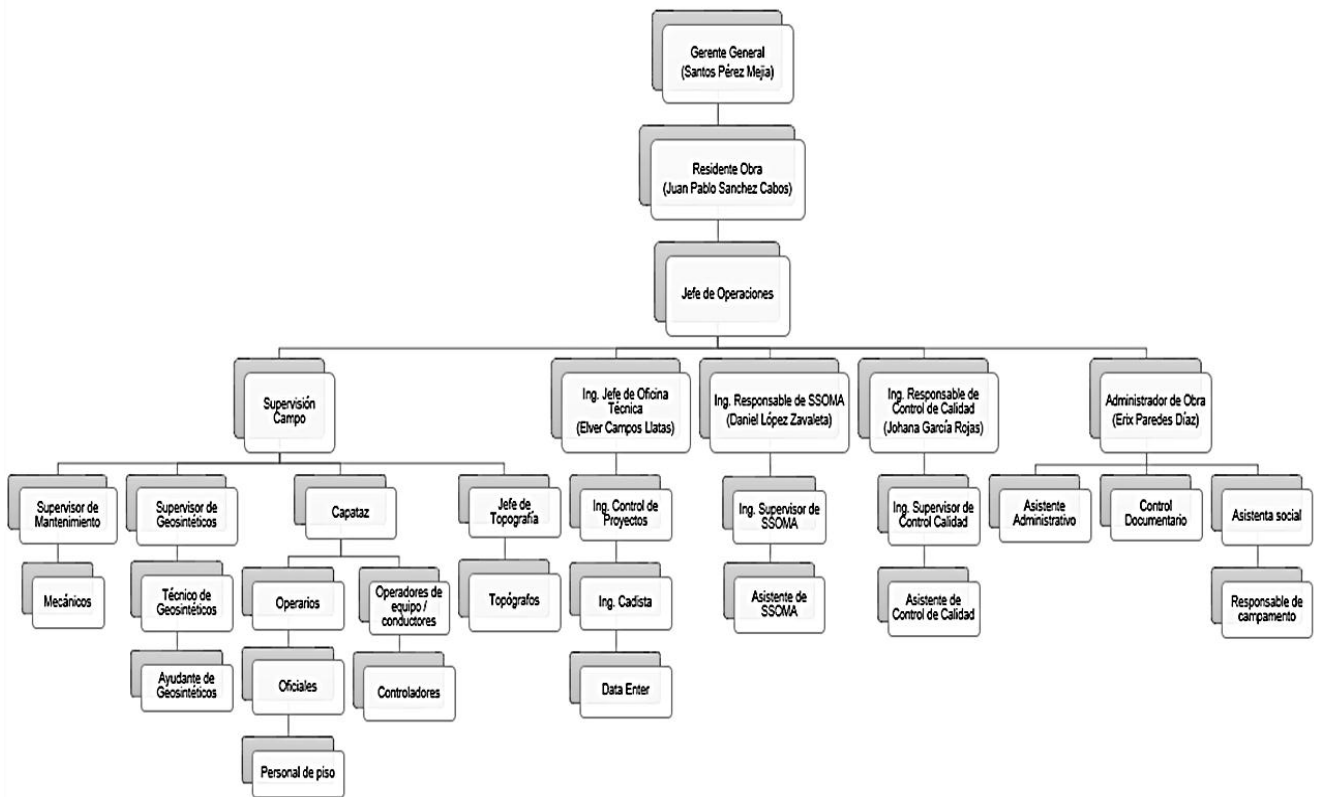 Gerente General
(Santos Pérez Mejia)
Residente Obra
(Juan Pablo Sanchez Cabos)
Jefe de Operaciones
Supervisión
Campo
Ing. Jefe de Oficina
Técnica
(Elver Campos Llatas)
Ing. Responsable de SSOMA
(Daniel López Zavaleta)
Ing. Responsable de
Control de Calidad
(Johana García Rojas)
Administrador de Obra
(Erix Paredes Díaz)
Supervisor de
Mantenimiento
Supervisor de
Geosintéticos
Capataz
Jefe de
Topografía
Ing. Control de
Proyectos
Ing. Supervisor de
SSOMA
Ing. Supervisor de
Control Calidad
Asistente
Administrativo
Control
Documentario
Asistenta social
Mecánicos
Técnico de
Geosintéticos
Operarios
Operadores de
equipo /
conductores
Topógrafos
Ing. Cadista
Asistente de
SSOMA
Asistente de
Control de Calidad
Responsable de
campamento
Ayudante de
Geosintéticos
Oficiales
Controladores
Data Enter
Personal de piso